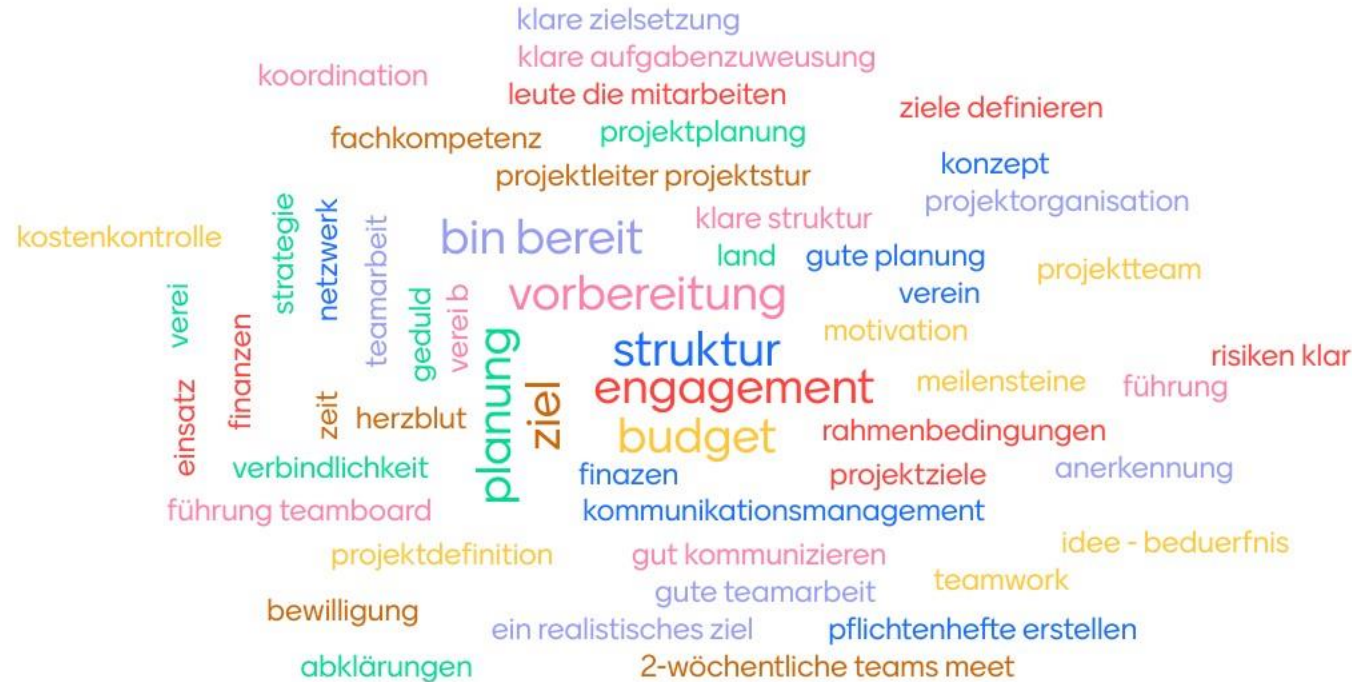 klare zielsetzung
klare aufgabenzuweusung
koordination
leute die mitarbeiten
ziele definieren
fachkompetenz
projektplanung
konzept
projektleiter projektstur
projektorganisation
kostenkontrolle
strategie
netzwerk
teamarbeit
bin bereit
klare struktur
land
gute planung
projektteam
verei
finanzen
geduld
verei b
vorbereitung
verein
motivation
struktur
risiken klar
einsatz
zeit
herzblut
planung
ziel
engagement
meilensteine
führung
budget
rahmenbedingungen
verbindlichkeit
finazen
projektziele
anerkennung
führung teamboard
kommunikationsmanagement
projektdefinition
gut kommunizieren
idee - beduerfnis
teamwork
gute teamarbeit
bewilligung
ein realistisches ziel
pflichtenhefte erstellen
abklärungen
2-wöchentliche teams meet